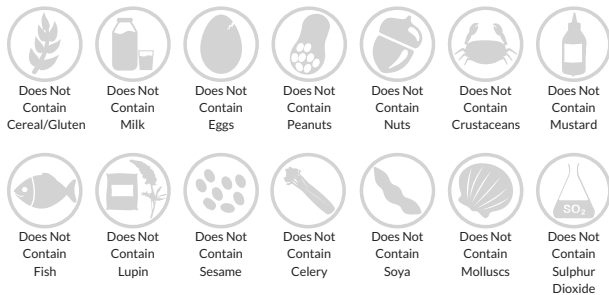 Does Not
Contain
Cereal/Gluten
Does Not
Contain
Milk
Does Not
Contain
Eggs
Does Not
Contain
Peanuts
Does Not
Contain
Nuts
Does Not
Contain
Crustaceans
Does Not
Contain
Mustard
Does Not
Contain
Fish
Does Not
Contain
Lupin
Does Not
Contain
Sesame
Does Not
Contain
Celery
Does Not
Contain
Soya
Does Not
Contain
Molluscs
SO₂
Does Not
Contain
Sulphur
Dioxide